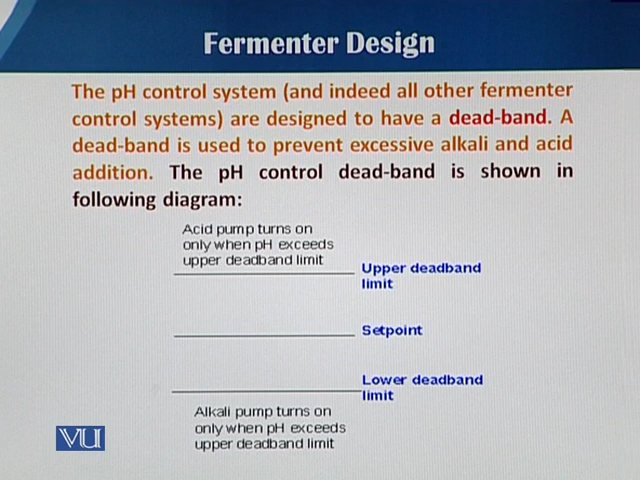 Fermenter Design
The pH control system (and indeed all other fermenter
control systems) are designed to have a dead-band. A
dead-band is used to prevent excessive alkali and acid
addition. The pH control dead-band is shown in
following diagram:
Acid pump turns on
only when pH exceeds
upper deadband limit
Upper deadband
limit
Setpoint
Lower deadband
limit
Alkali pump turns on
only when pH exceeds
upper deadband limit
VU